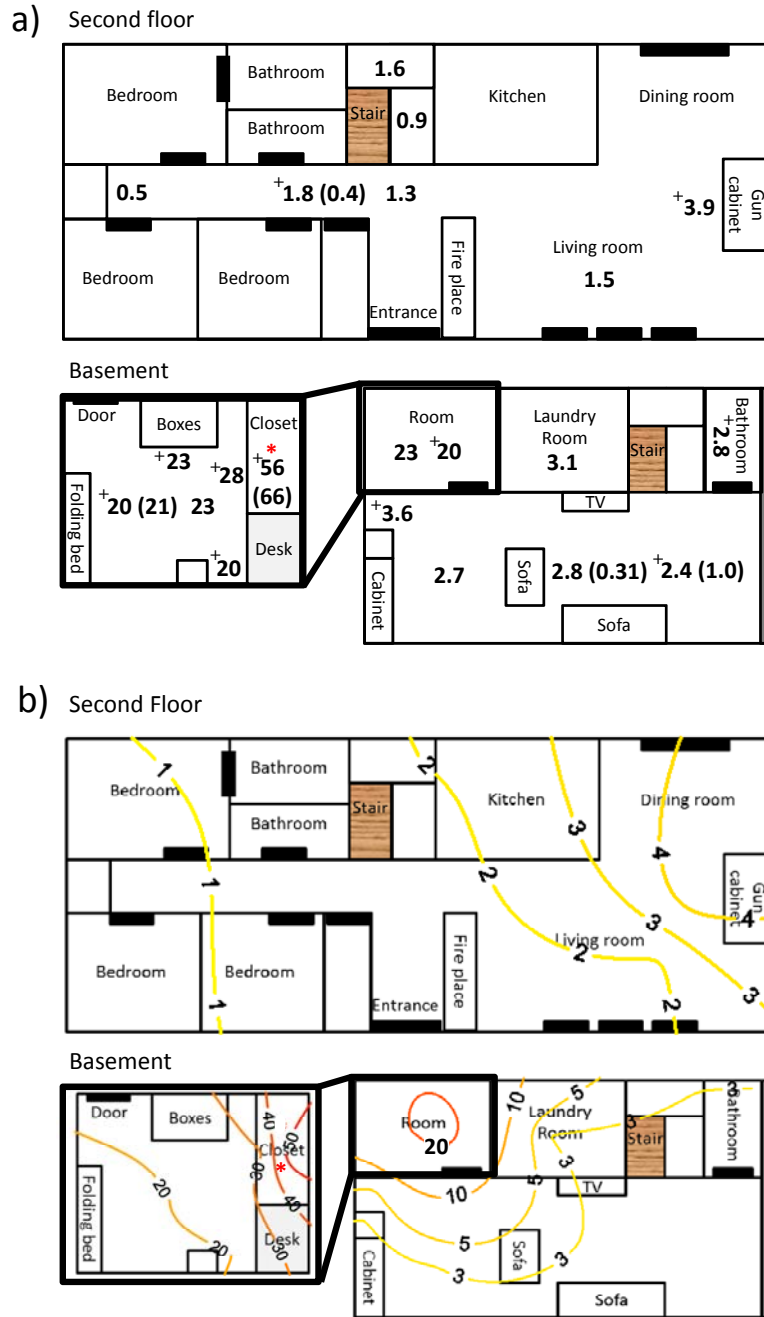 a)
Second floor
Bedroom
Bathroom
Bathroom
1.6
Stair
0.9
Kitchen
Dining room
0.5
+1.8 (0.4)
1.3
+3.9
Gun
cabinet
Bedroom
Bedroom
Entrance
Fire place
Living room
1.5
Basement
Door
Boxes
Closet
*
+56
(66)
+23
+28
+20 (21)
23
Folding bed
+20
Desk
Room
23 +20
Laundry
Room
3.1
Stair
Bathroom
+2.8
+3.6
TV
Cabinet
2.7
Sofa
2.8 (0.31)
+2.4 (1.0)
Sofa
b)
Second Floor
1
Bedroom
Bathroom
Bathroom
Stair
2
Kitchen
3
Dining room
4
1
2
3
Gun
cabinet
4
Bedroom
Bedroom
1
Entrance
Fire place
Living room
2
2
3
Basement
Door
Boxes
40
50
Closet
*
30
40
20
20
30
Folding bed
Desk
Room
20
10
10
Laundry
Room
5
3
3
Stair
Bathroom
3
5
TV
5
3
3
Cabinet
Sofa
Sofa